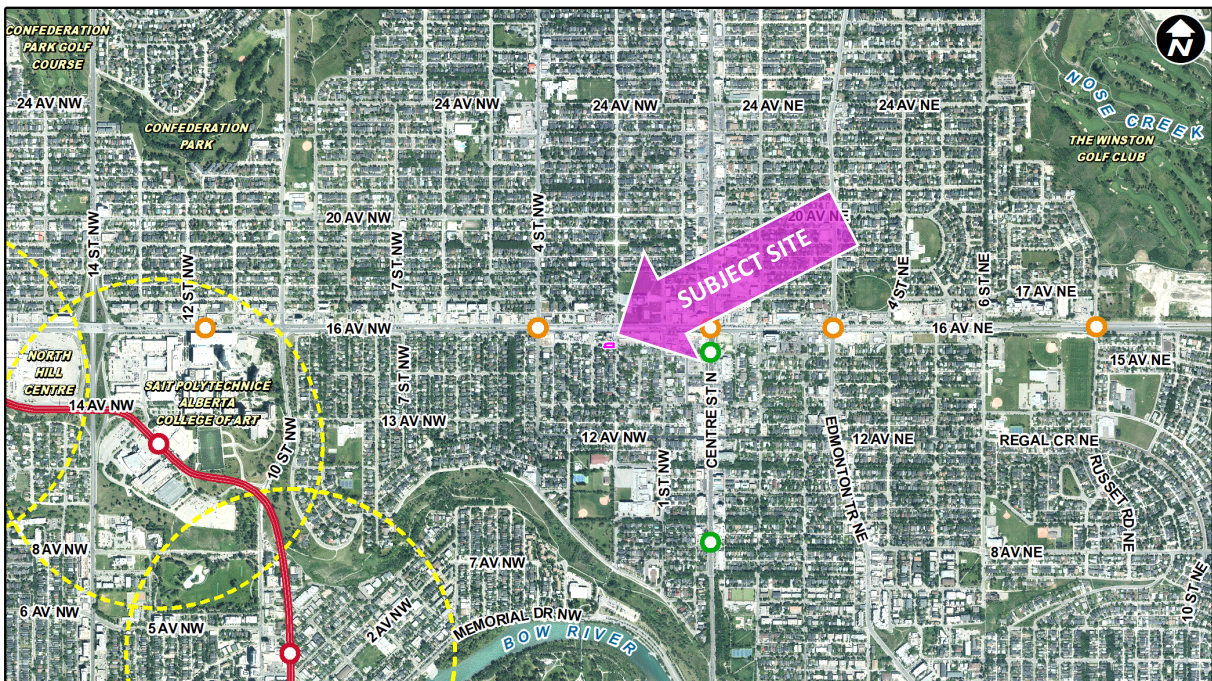 CONFEDERATION
PARK GOLF
COURSE
N
24 AV NW
24 AV NW
24 AV NW
24 AV NE
24 AV NE
NOSE CREEK
CONFEDERATION
PARK
THE WINSTON
GOLF CLUB
20 AV NW
20 AV NE
14 ST NW
12 ST NW
7 ST NW
4 ST NW
SUBJECT SITE
4 ST NE
6 ST NE
17 AV NE
16 AV NW
16 AV NE
NORTH
HILL
CENTRE
SAIT POLYTECHNIC
ALBERTA
COLLEGE OF ART
7 ST NW
15 AV NE
14 AV NW
13 AV NW
12 AV NW
CENTRE ST N
EDMONTON TR NE
12 AV NE
REGAL CR NE
10 ST NW
1 ST NW
RUSSET RD NE
8 AV NW
7 AV NW
8 AV NE
6 AV NW
5 AV NW
2 AV NW
MEMORIAL DR NW
BOW RIVER
10 ST NE